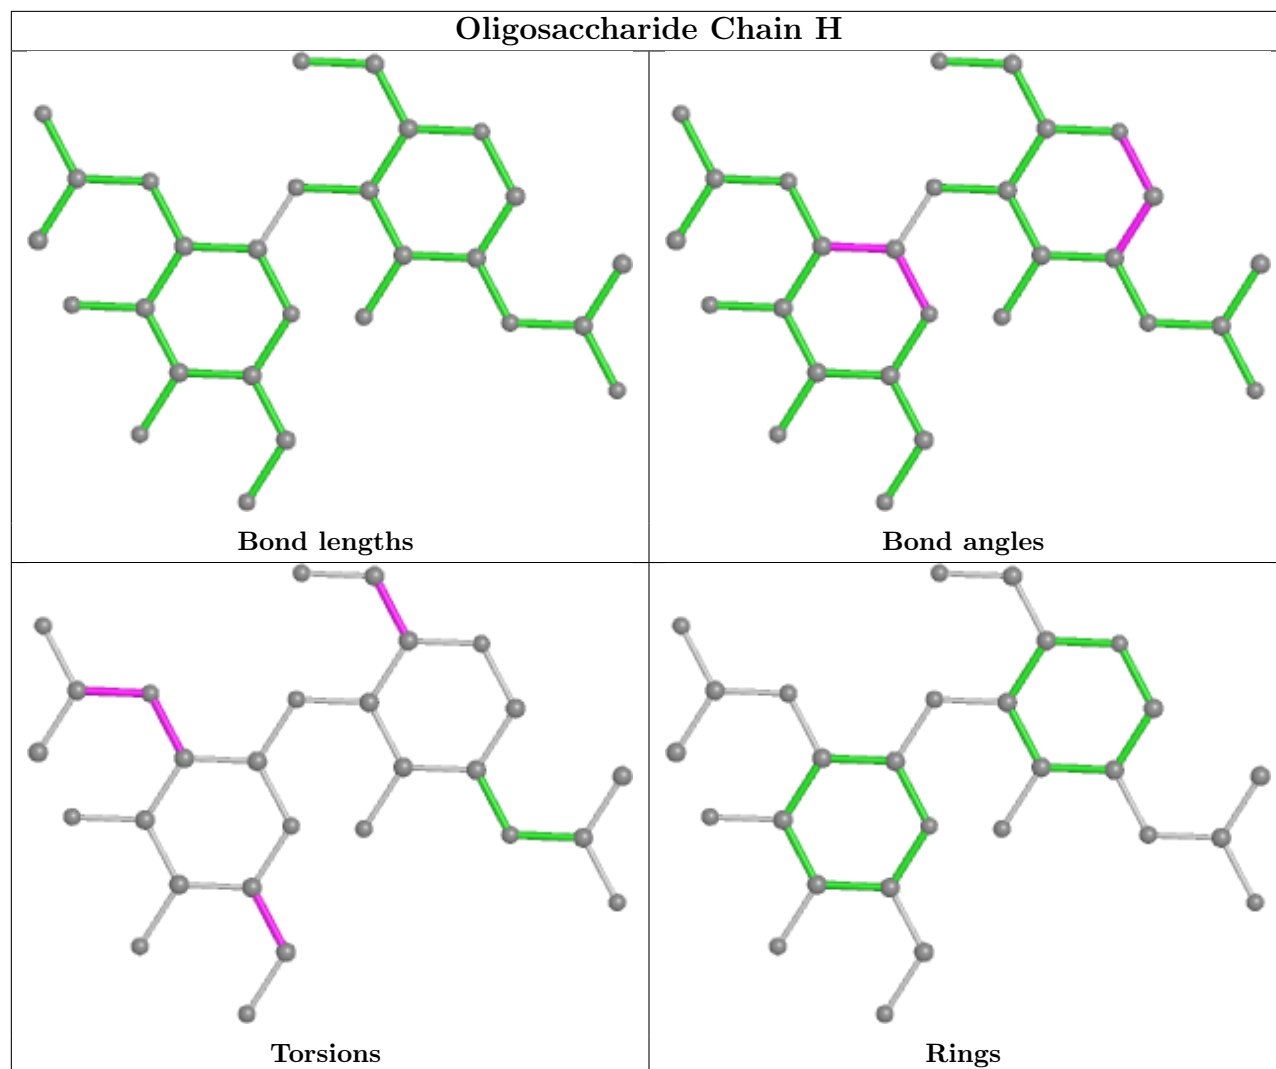 Oligosaccharide Chain H
Bond lengths
Bond angles
Torsions
Rings